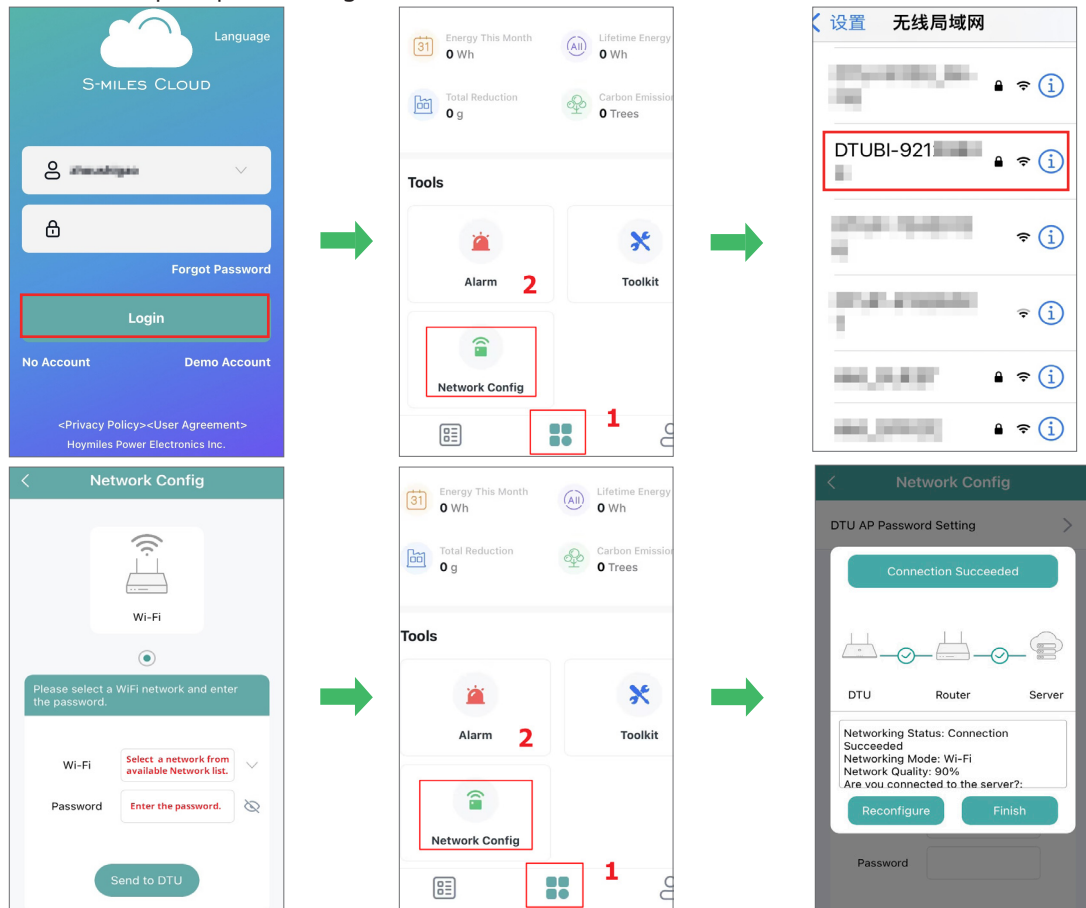 Language
S-MILES CLOUD
Forgot Password
Login
No Account
Demo Account
<Privacy Policy><User Agreement>
Hoymiles Power Electronics Inc.
31
Energy This Month
0 Wh
All
Lifetime Energy
0 Wh
Total Reduction
0 g
Carbon Emission
0 Trees
Tools
Alarm
2
Toolkit
Network Config
1
设置
无线局域网
DTUBI-921
Network Config
Wi-Fi
Please select a WiFi network and enter
the password.
Wi-Fi
Select a network from
available Network list.
Password
Enter the password.
Send to DTU
31
Energy This Month
0 Wh
All
Lifetime Energy
0 Wh
Total Reduction
0 g
Carbon Emission
0 Trees
Tools
Alarm
2
Toolkit
Network Config
1
Network Config
DTU AP Password Setting
Connection Succeeded
DTU
Router
Server
Networking Status: Connection
Succeeded
Networking Mode: Wi-Fi
Network Quality: 90%
Are you connected to the server?:
Reconfigure
Finish
Password